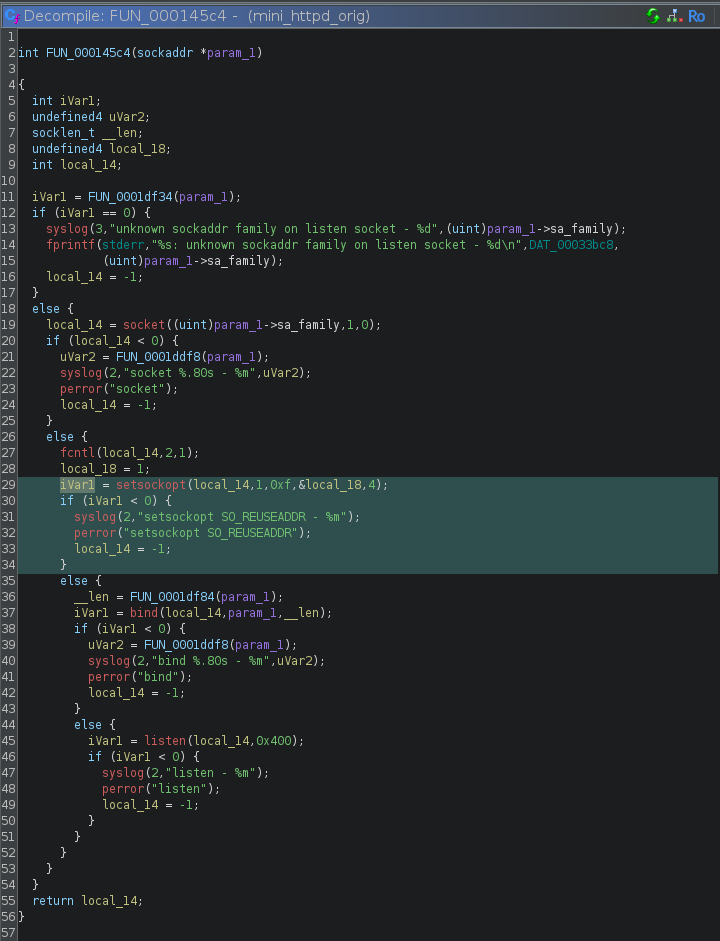 Decompile: FUN_000145c4 - (mini_httpd_orig) Ro
1
2 int FUN_000145c4(sockaddr *param_1)
3
4 {
5 int iVar1;
6 undefined4 uVar2;
7 socklen_t __len;
8 undefined4 local_18;
9 int local_14;
10
11 iVar1 = FUN_0001df34(param_1);
12 if (iVar1 == 0) {
13 syslog(3,"unknown sockaddr family on listen socket - %d",(uint)param_1->sa_family);
14 fprintf(stderr,"%s: unknown sockaddr family on listen socket - %d\n",DAT_00033bc8,
15 (uint)param_1->sa_family);
16 local_14 = -1;
17 }
18 else {
19 local_14 = socket((uint)param_1->sa_family,1,0);
20 if (local_14 < 0) {
21 uVar2 = FUN_0001ddf8(param_1);
22 syslog(2,"socket %.80s - %m",uVar2);
23 perror("socket");
24 local_14 = -1;
25 }
26 else {
27 fcntl(local_14,2,1);
28 local_18 = 1;
29 iVar1 = setsockopt(local_14,1,0xf,&local_18,4);
30 if (iVar1 < 0) {
31 syslog(2,"setsockopt SO_REUSEADDR - %m");
32 perror("setsockopt SO_REUSEADDR");
33 local_14 = -1;
34 }
35 else {
36 __len = FUN_0001df84(param_1);
37 iVar1 = bind(local_14,param_1,__len);
38 if (iVar1 < 0) {
39 uVar2 = FUN_0001ddf8(param_1);
40 syslog(2,"bind %.80s - %m",uVar2);
41 perror("bind");
42 local_14 = -1;
43 }
44 else {
45 iVar1 = listen(local_14,0x400);
46 if (iVar1 < 0) {
47 syslog(2,"listen - %m");
48 perror("listen");
49 local_14 = -1;
50 }
51 }
52 }
53 }
54 }
55 return local_14;
56 }
57